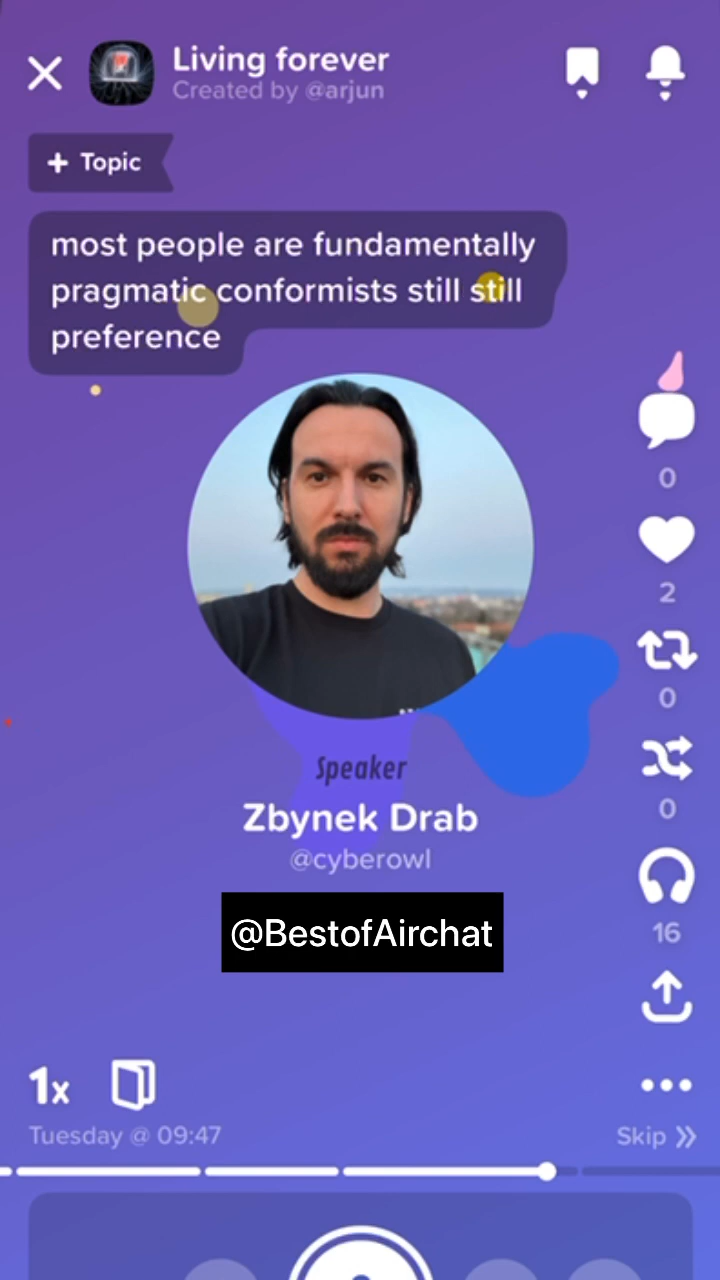 Living forever
Created by @arjun
+ Topic
most people are fundamentally
pragmatic conformists still still
preference
0
2
0
0
16
Speaker
Zbynek Drab
@cyberowl
@BestofAirchat
1x
Tuesday @ 09:47
Skip